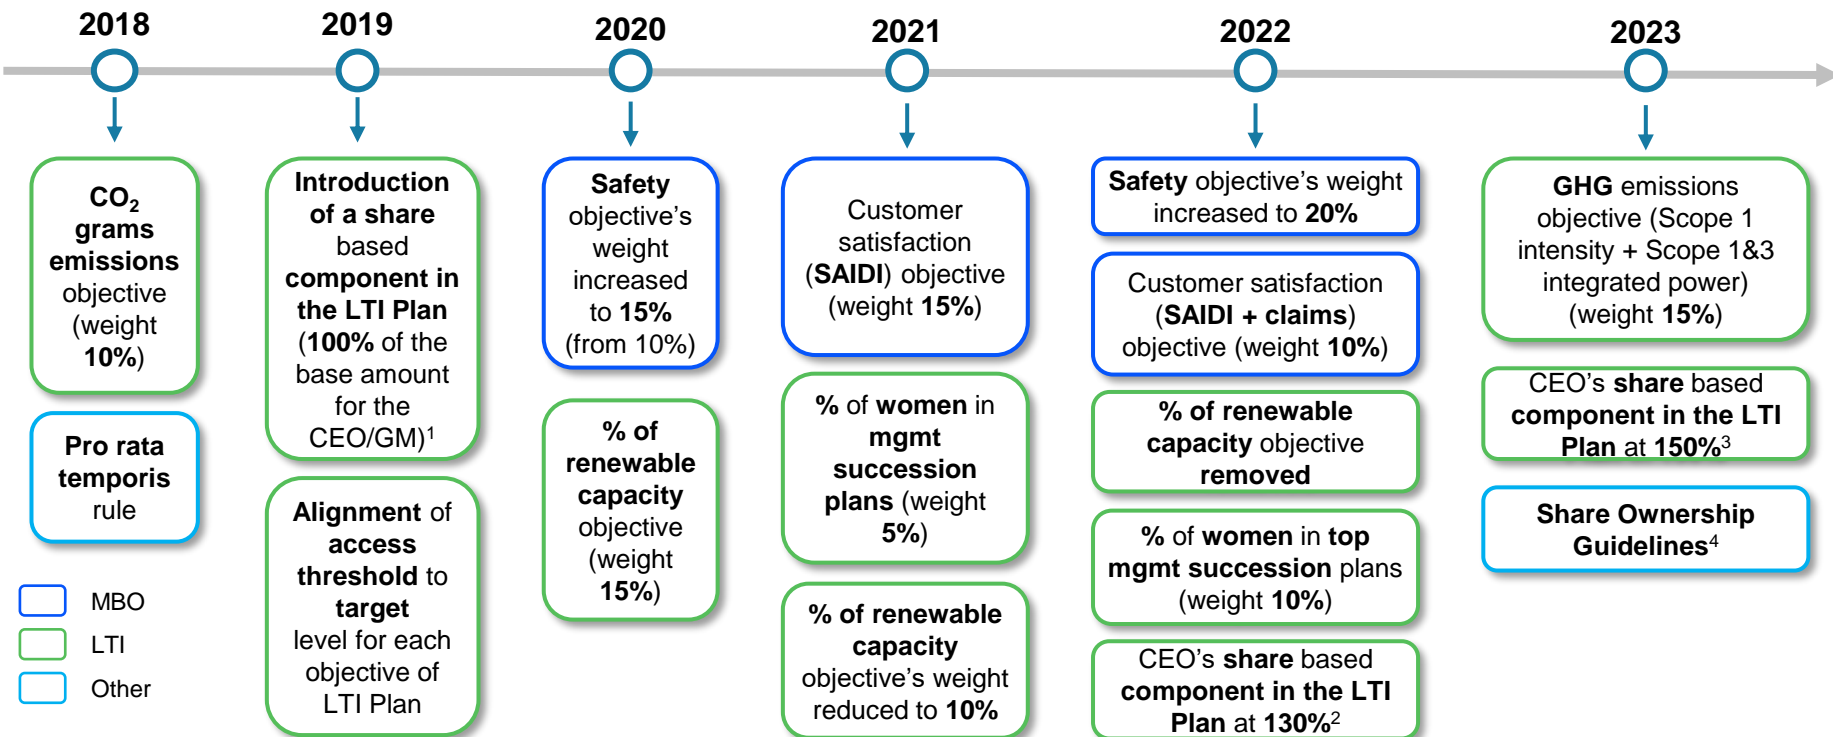 2018
2019
2020
2021
2022
2023
CO₂
grams
emissions
objective
(weight
10%)
Pro rata
temporis
rule
MBO
LTI
Other
Introduction
of a share
based
component in
the LTI Plan
(100% of the
base amount
for the
CEO/GM)¹
Alignment of
access
threshold to
target
level for each
objective of
LTI Plan
Safety
objective's
weight
increased
to 15%
(from 10%)
% of
renewable
capacity
objective
(weight
15%)
Customer
satisfaction
(SAIDI) objective
(weight 15%)
% of women in
mgmt
succession
plans (weight
5%)
% of renewable
capacity
objective's weight
reduced to 10%
Safety objective's weight
increased to 20%
Customer satisfaction
(SAIDI + claims)
objective (weight 10%)
% of renewable
capacity objective
removed
% of women in top
mgmt succession plans
(weight 10%)
CEO's share based
component in the LTI
Plan at 130%²
GHG emissions
objective (Scope 1
intensity + Scope 1&3
integrated power)
(weight 15%)
CEO's share based
component in the LTI
Plan at 150%³
Share Ownership
Guidelines⁴